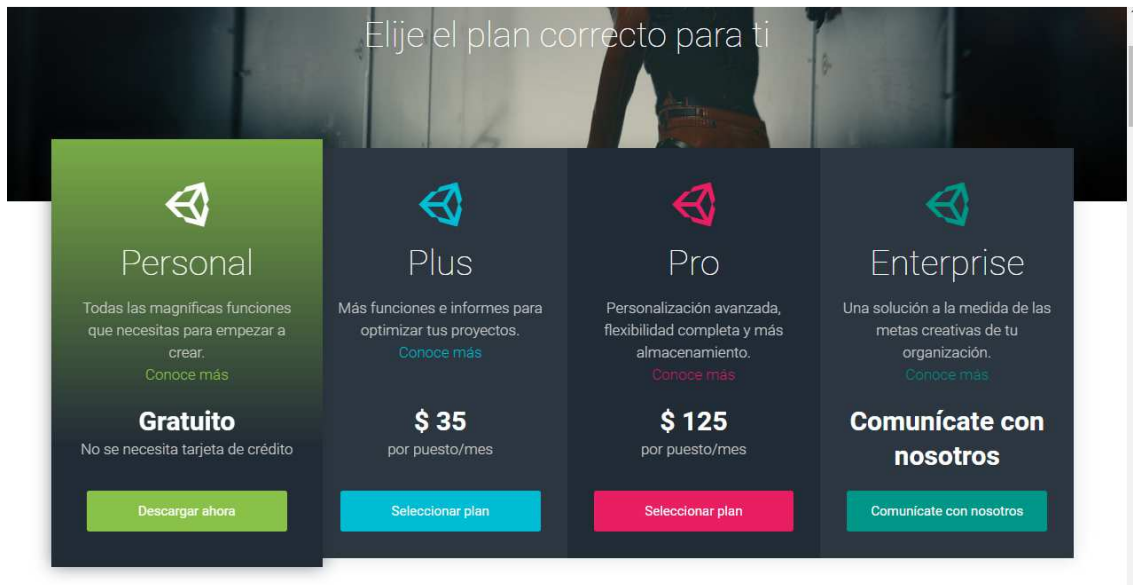 Elije el plan correcto para ti
Personal
Todas las magníficas funciones
que necesitas para empezar a
crear.
Conoce más
Gratuito
No se necesita tarjeta de crédito
Descargar ahora
Plus
Más funciones e informes para
optimizar tus proyectos.
Conoce más
$ 35
por puesto/mes
Seleccionar plan
Pro
Personalización avanzada,
flexibilidad completa y más
almacenamiento.
Conoce más
$ 125
por puesto/mes
Seleccionar plan
Enterprise
Una solución a la medida de las
metas creativas de tu
organización.
Conoce más
Comunícate con
nosotros
Comunícate con nosotros